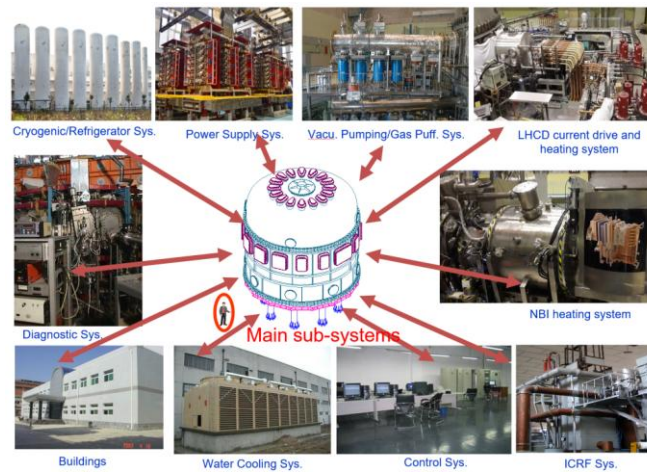 Cryogenic/Refrigerator Sys.
Power Supply Sys.
Vacu. Pumping/Gas Puff. Sys.
LHCD current drive and
heating system
Diagnostic Sys.
NBI heating system
Main sub-systems
Buildings
Water Cooling Sys.
Control Sys.
CRF Sys.